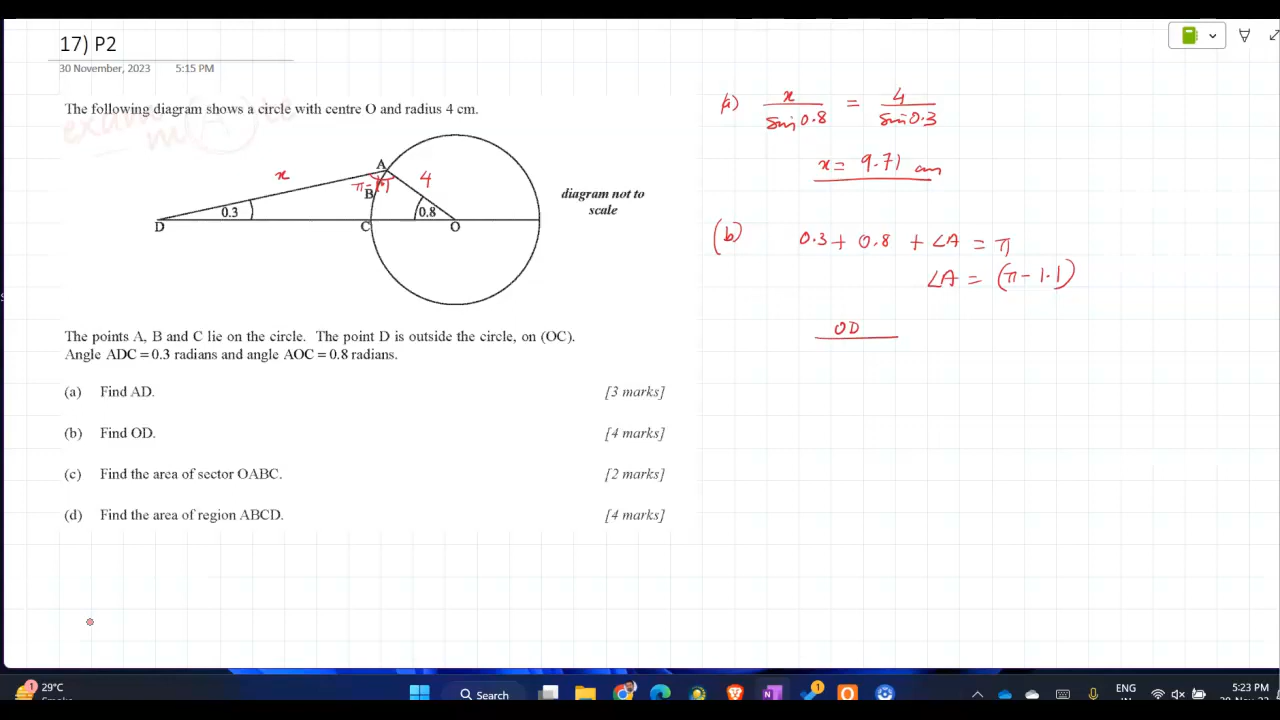 17) P2
30 November, 2023 5:15 PM
The following diagram shows a circle with centre O and radius 4 cm.
A
x
4
B
0.3
0.8
D
C
O
diagram not to
scale
The points A, B and C lie on the circle. The point D is outside the circle, on (OC).
Angle ADC = 0.3 radians and angle AOC = 0.8 radians.
(a) Find AD. [3 marks]
(b) Find OD. [4 marks]
(c) Find the area of sector OABC. [2 marks]
(d) Find the area of region ABCD. [4 marks]
(a) x / sin 0.8 = 4 / sin 0.3
x = 9.71 cm
(b) 0.3 + 0.8 + ∠A = π
∠A = (π - 1.1)
OD
29°C
1
Search
1
ENG
5:23 PM